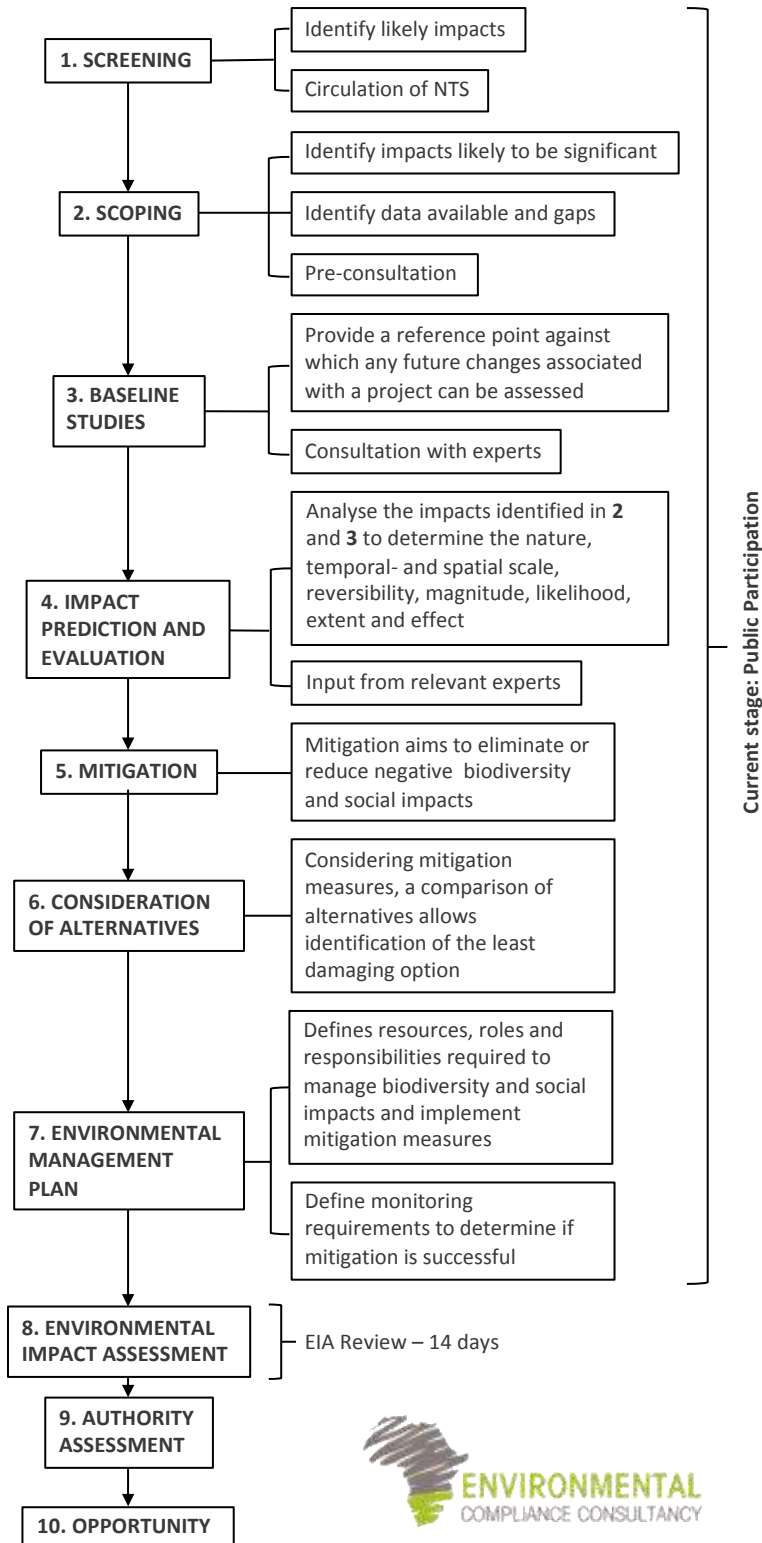 1. SCREENING
Identify likely impacts
Circulation of NTS
2. SCOPING
Identify impacts likely to be significant
Identify data available and gaps
Pre-consultation
3. BASELINE
STUDIES
Provide a reference point against
which any future changes associated
with a project can be assessed
Consultation with experts
4. IMPACT
PREDICTION AND
EVALUATION
Analyse the impacts identified in 2
and 3 to determine the nature,
temporal- and spatial scale,
reversibility, magnitude, likelihood,
extent and effect
Input from relevant experts
5. MITIGATION
Mitigation aims to eliminate or
reduce negative biodiversity
and social impacts
6. CONSIDERATION
OF ALTERNATIVES
Considering mitigation
measures, a comparison of
alternatives allows
identification of the least
damaging option
7. ENVIRONMENTAL
MANAGEMENT
PLAN
Defines resources, roles and
responsibilities required to
manage biodiversity and social
impacts and implement
mitigation measures
Define monitoring
requirements to determine if
mitigation is successful
Current stage: Public Participation
8. ENVIRONMENTAL
IMPACT ASSESSMENT
EIA Review – 14 days
9. AUTHORITY
ASSESSMENT
10. OPPORTUNITY
ENVIRONMENTAL
COMPLIANCE CONSULTANCY